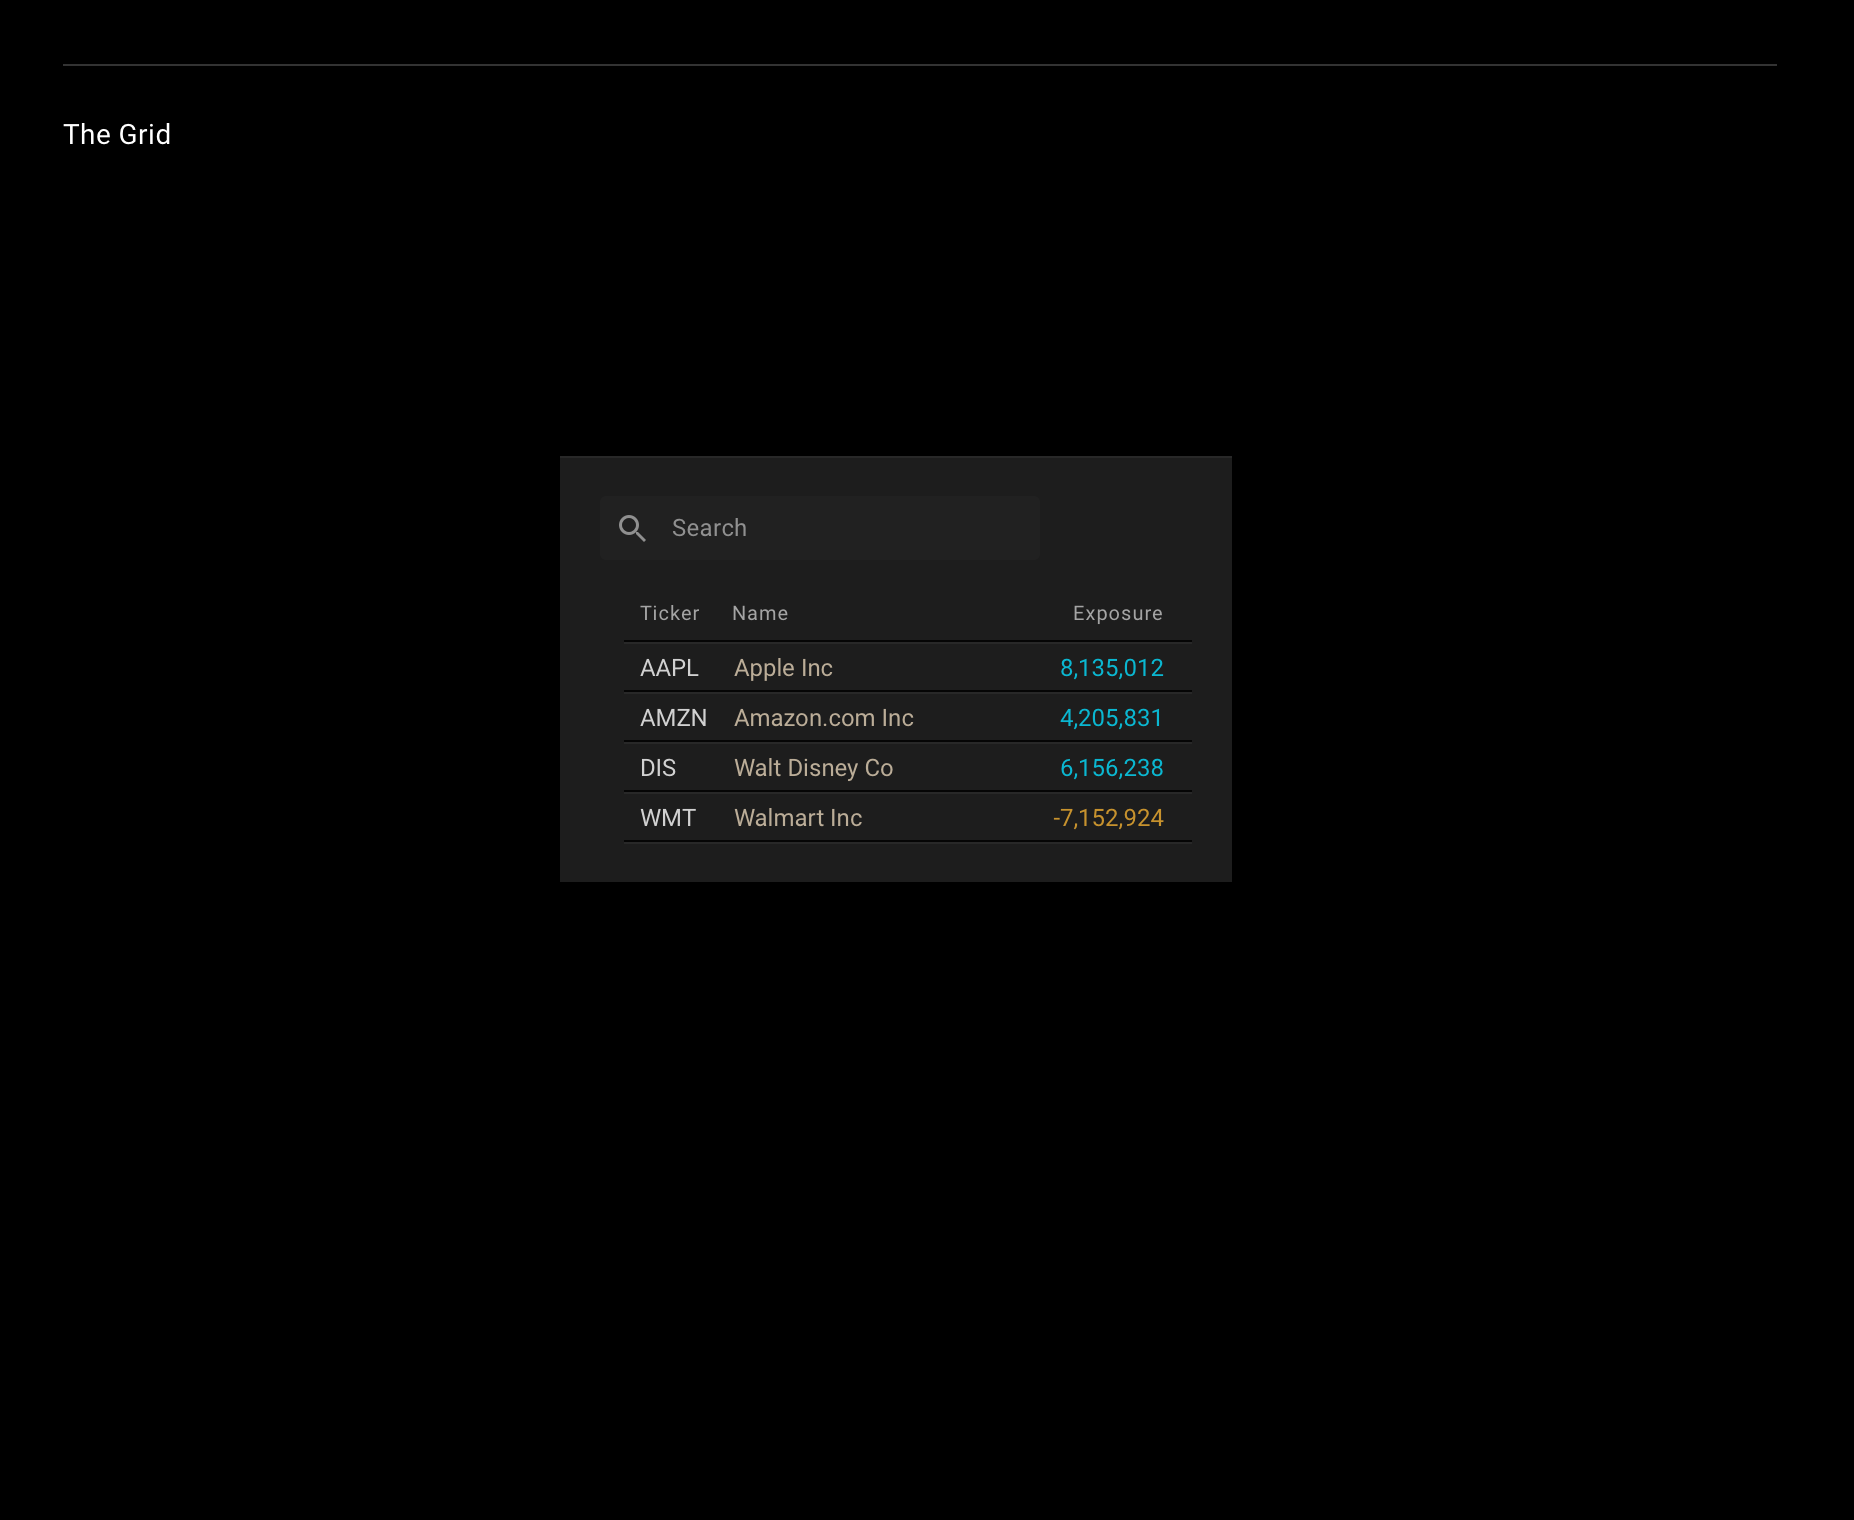 The Grid
Search
Ticker Name Exposure
AAPL Apple Inc 8,135,012
AMZN Amazon.com Inc 4,205,831
DIS Walt Disney Co 6,156,238
WMT Walmart Inc -7,152,924